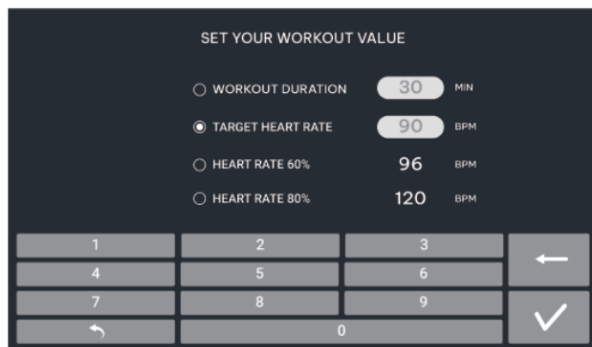 SET YOUR WORKOUT VALUE
WORKOUT DURATION 30 MIN
TARGET HEART RATE 90 BPM
HEART RATE 60% 96 BPM
HEART RATE 80% 120 BPM
1 2 3
4 5 6
7 8 9
0